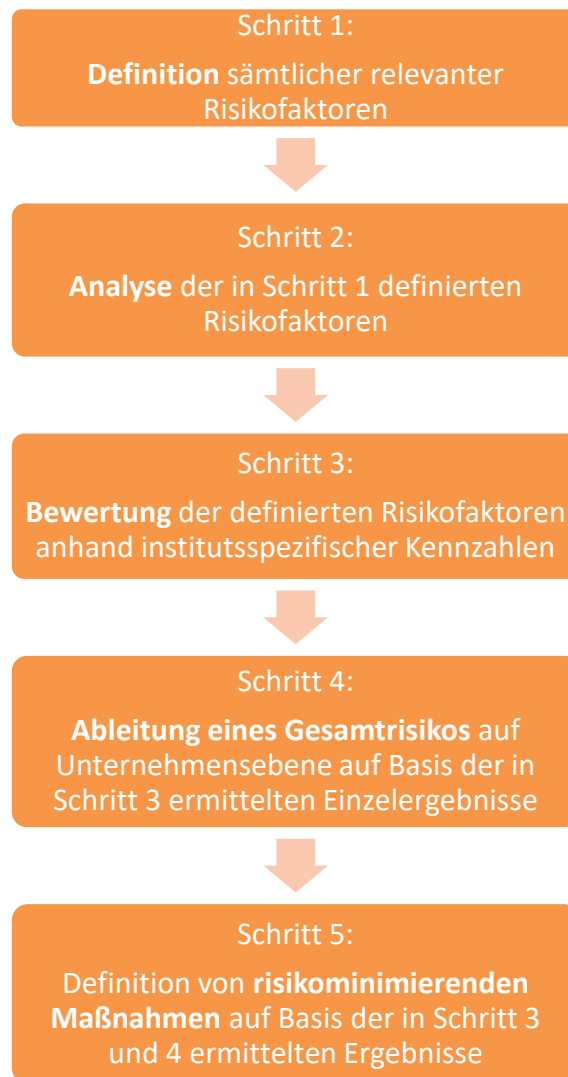 Schritt 1:
Definition sämtlicher relevanter
Risikofaktoren
Schritt 2:
Analyse der in Schritt 1 definierten
Risikofaktoren
Schritt 3:
Bewertung der definierten Risikofaktoren
anhand institutsspezifischer Kennzahlen
Schritt 4:
Ableitung eines Gesamtrisikos auf
Unternehmensebene auf Basis der in
Schritt 3 ermittelten Einzelergebnisse
Schritt 5:
Definition von risikominimierenden
Maßnahmen auf Basis der in Schritt 3
und 4 ermittelten Ergebnisse